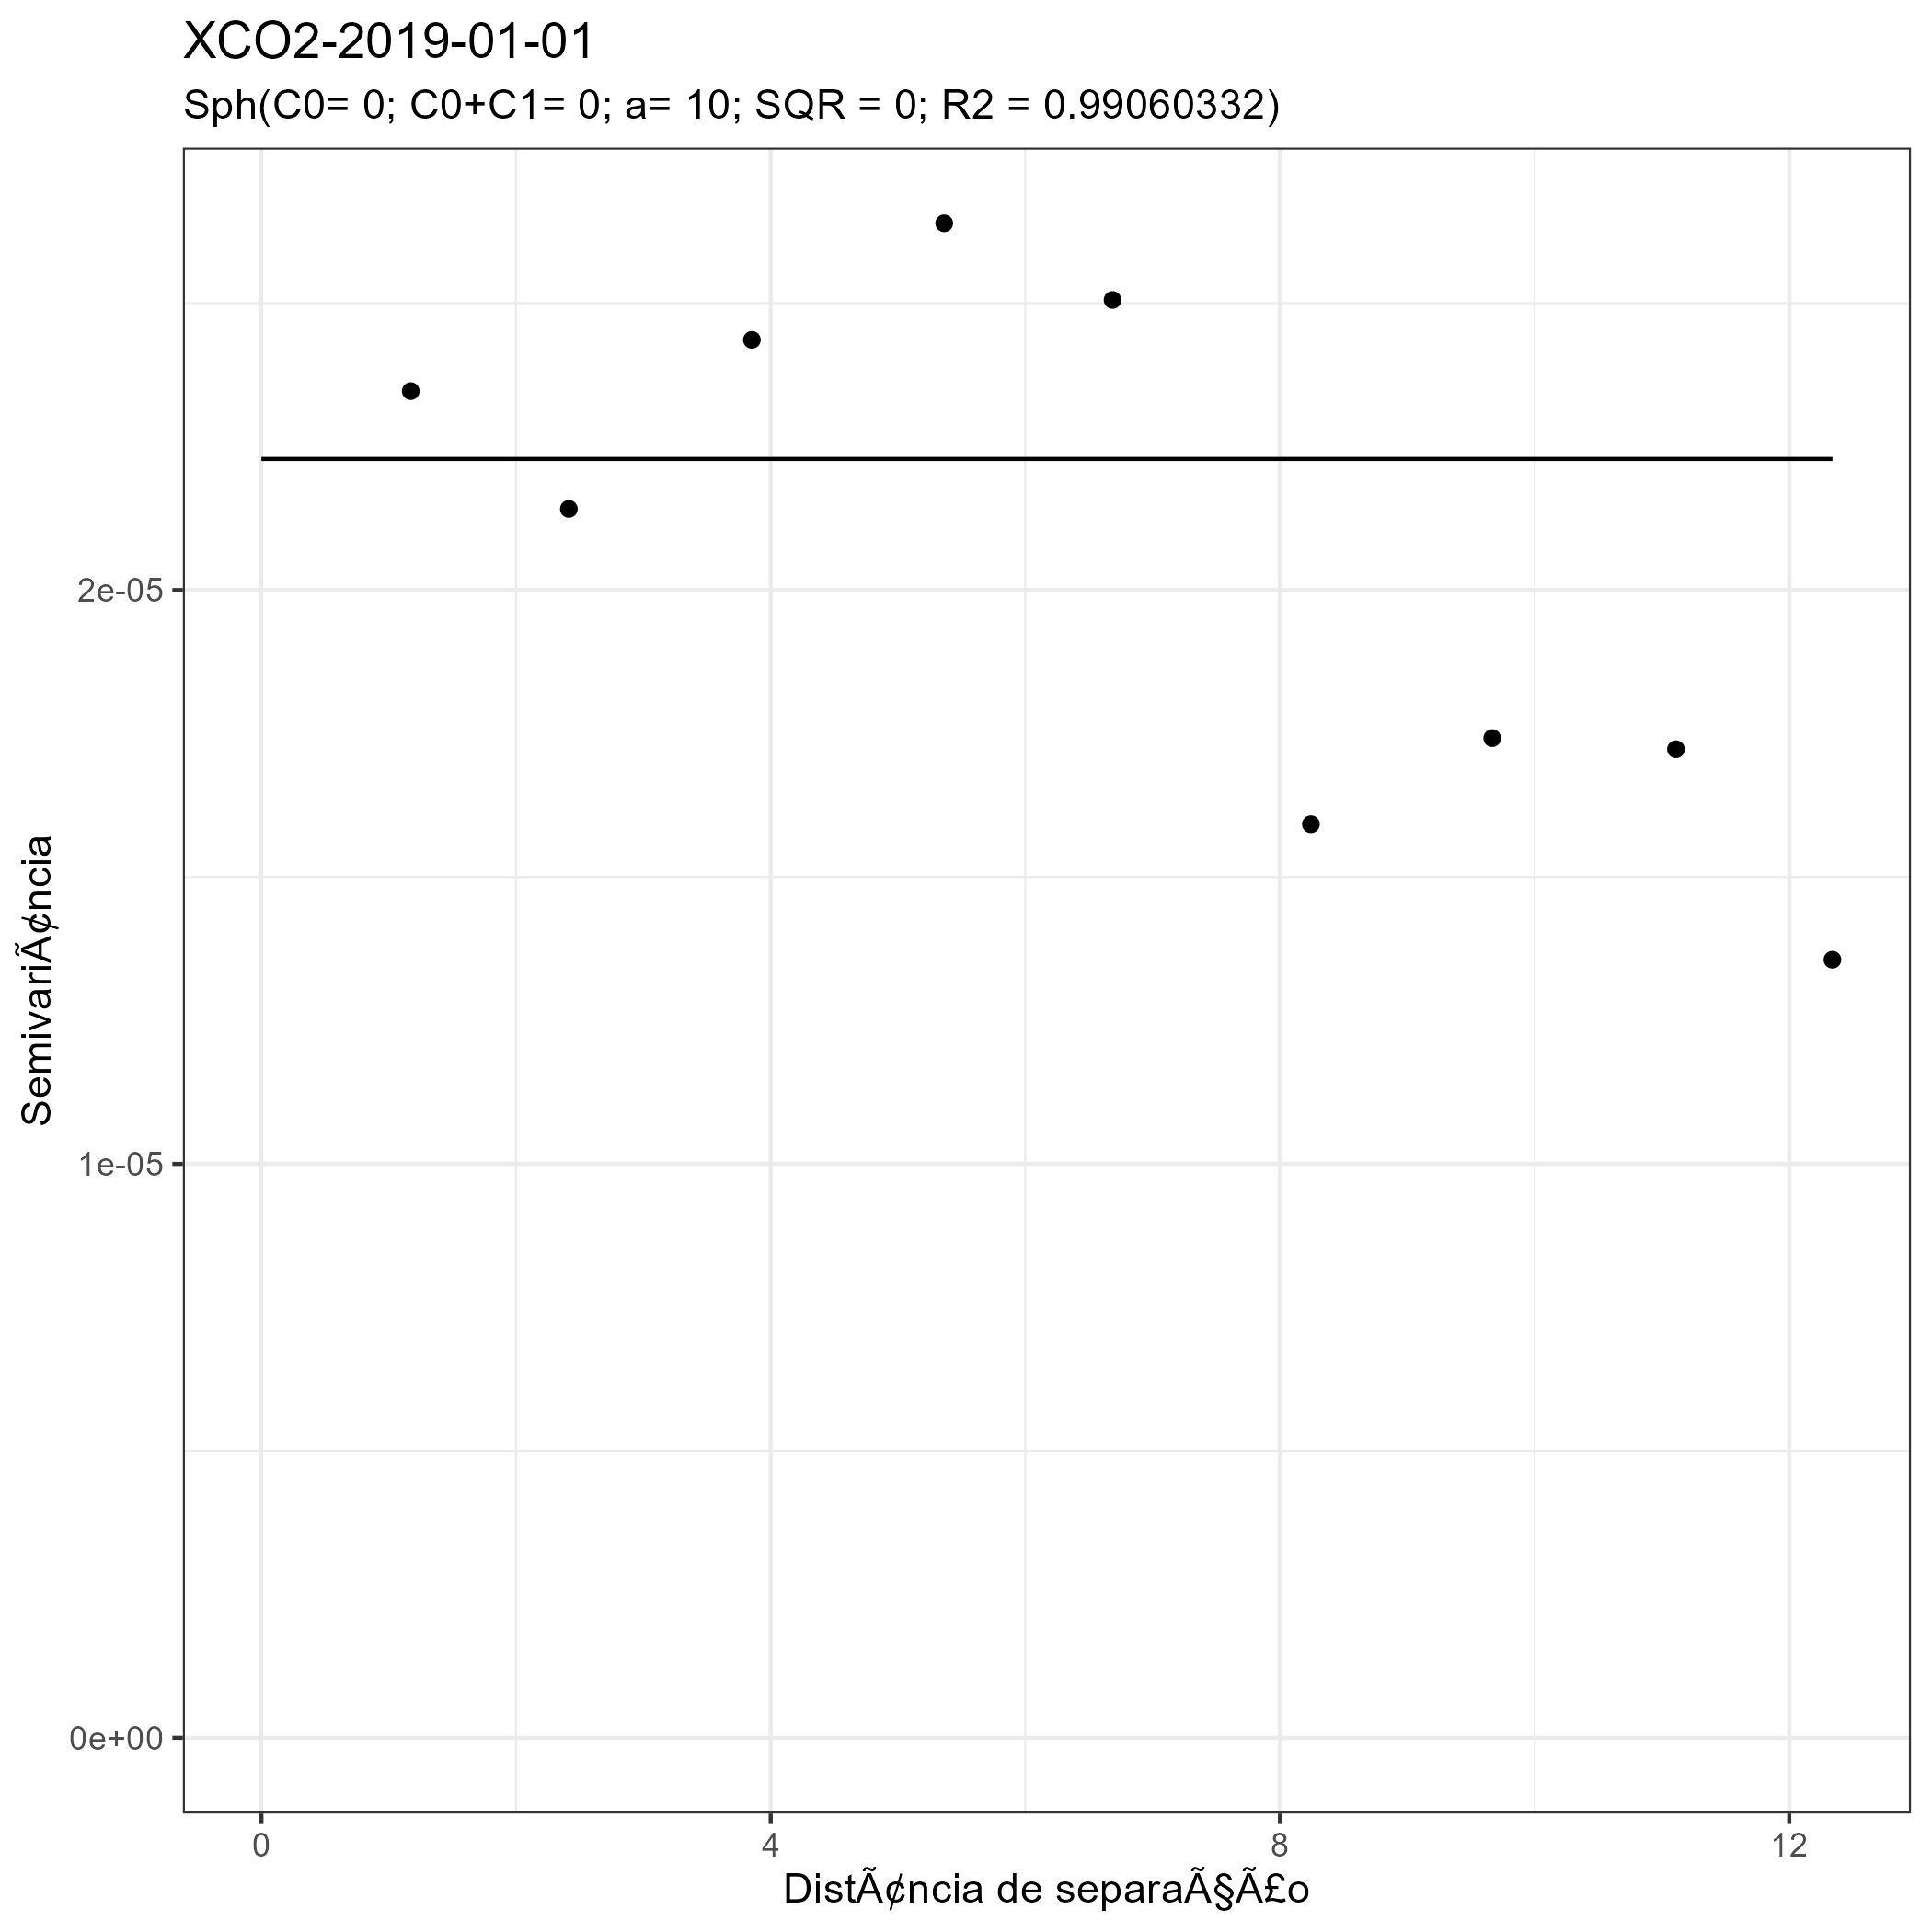 XCO2-2019-01-01
Sph(C0= 0; C0+C1= 0; a= 10; SQR = 0; R2 = 0.99060332)
SemivariÃ¢ncia
2e-05
1e-05
0e+00
0 4 8 12
DistÃ¢ncia de separaÃ§Ã£o